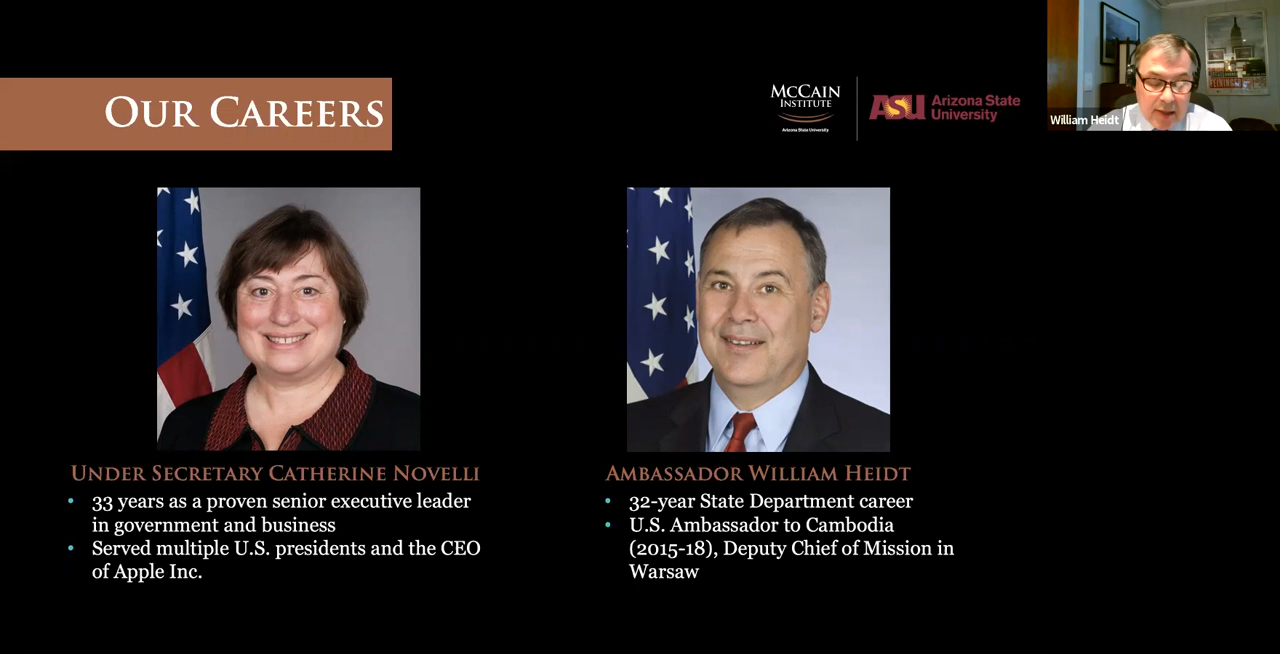 OUR CAREERS
MCCAIN
INSTITUTE
Arizona State University
ASU Arizona State
University
William Heidt
UNDER SECRETARY CATHERINE NOVELLI
• 33 years as a proven senior executive leader
in government and business
• Served multiple U.S. presidents and the CEO
of Apple Inc.
AMBASSADOR WILLIAM HEIDT
• 32-year State Department career
• U.S. Ambassador to Cambodia
(2015-18), Deputy Chief of Mission in
Warsaw